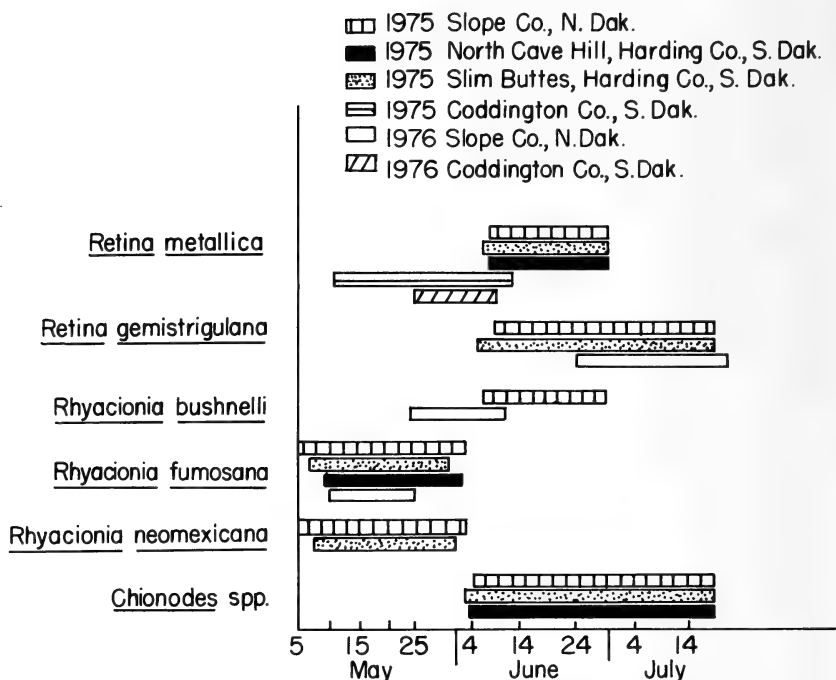 1975 Slope Co., N. Dak.
1975 North Cave Hill, Harding Co., S. Dak.
1975 Slim Buttes, Harding Co., S. Dak.
1975 Coddington Co., S. Dak.
1976 Slope Co., N.Dak.
1976 Coddington Co., S.Dak.
Retina metallica
Retina gemistrigulana
Rhyacionia bushnelli
Rhyacionia fumosana
Rhyacionia neomexicana
Chionodes spp.
5 15 25 4 14 24 4 14
May June July